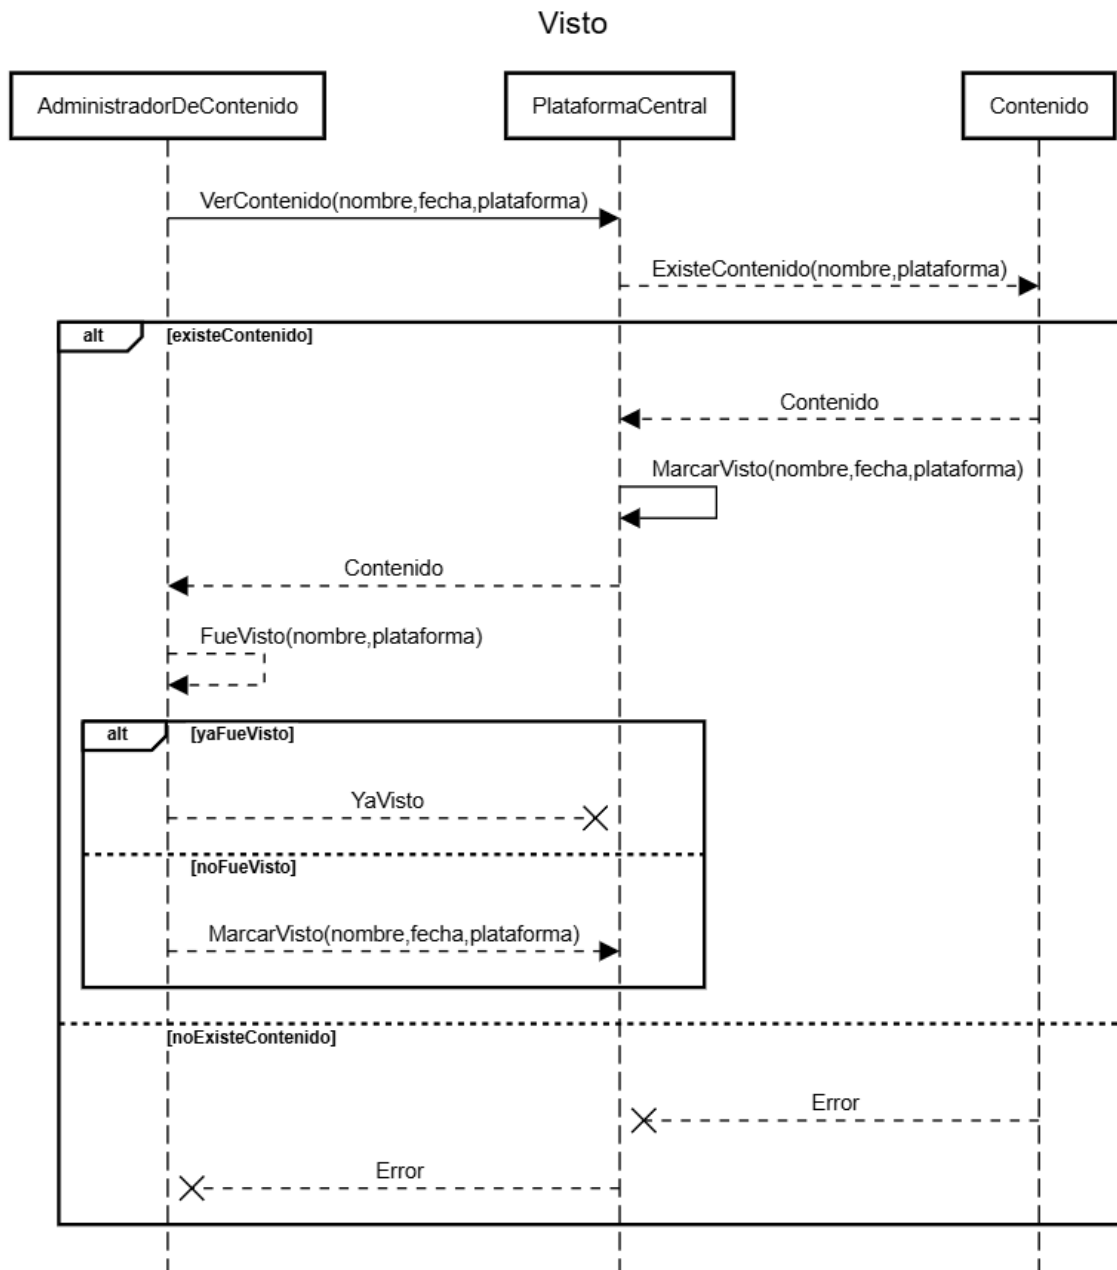 Visto
AdministradorDeContenido
PlataformaCentral
Contenido
VerContenido(nombre,fecha,plataforma)
ExisteContenido(nombre,plataforma)
alt
[existeContenido]
Contenido
MarcarVisto(nombre,fecha,plataforma)
Contenido
FueVisto(nombre,plataforma)
alt
[yaFueVisto]
YaVisto
[noFueVisto]
MarcarVisto(nombre,fecha,plataforma)
[noExisteContenido]
Error
Error